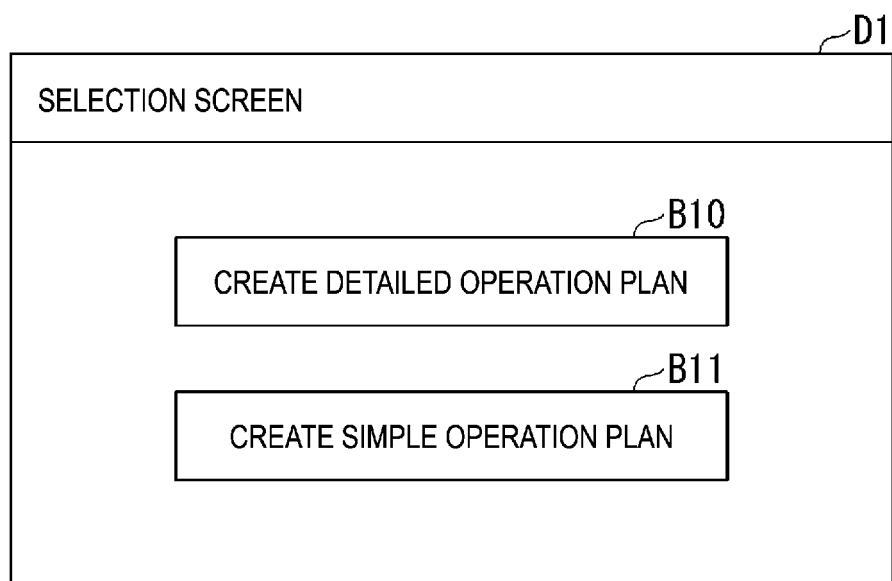 D1
SELECTION SCREEN
B10
CREATE DETAILED OPERATION PLAN
B11
CREATE SIMPLE OPERATION PLAN